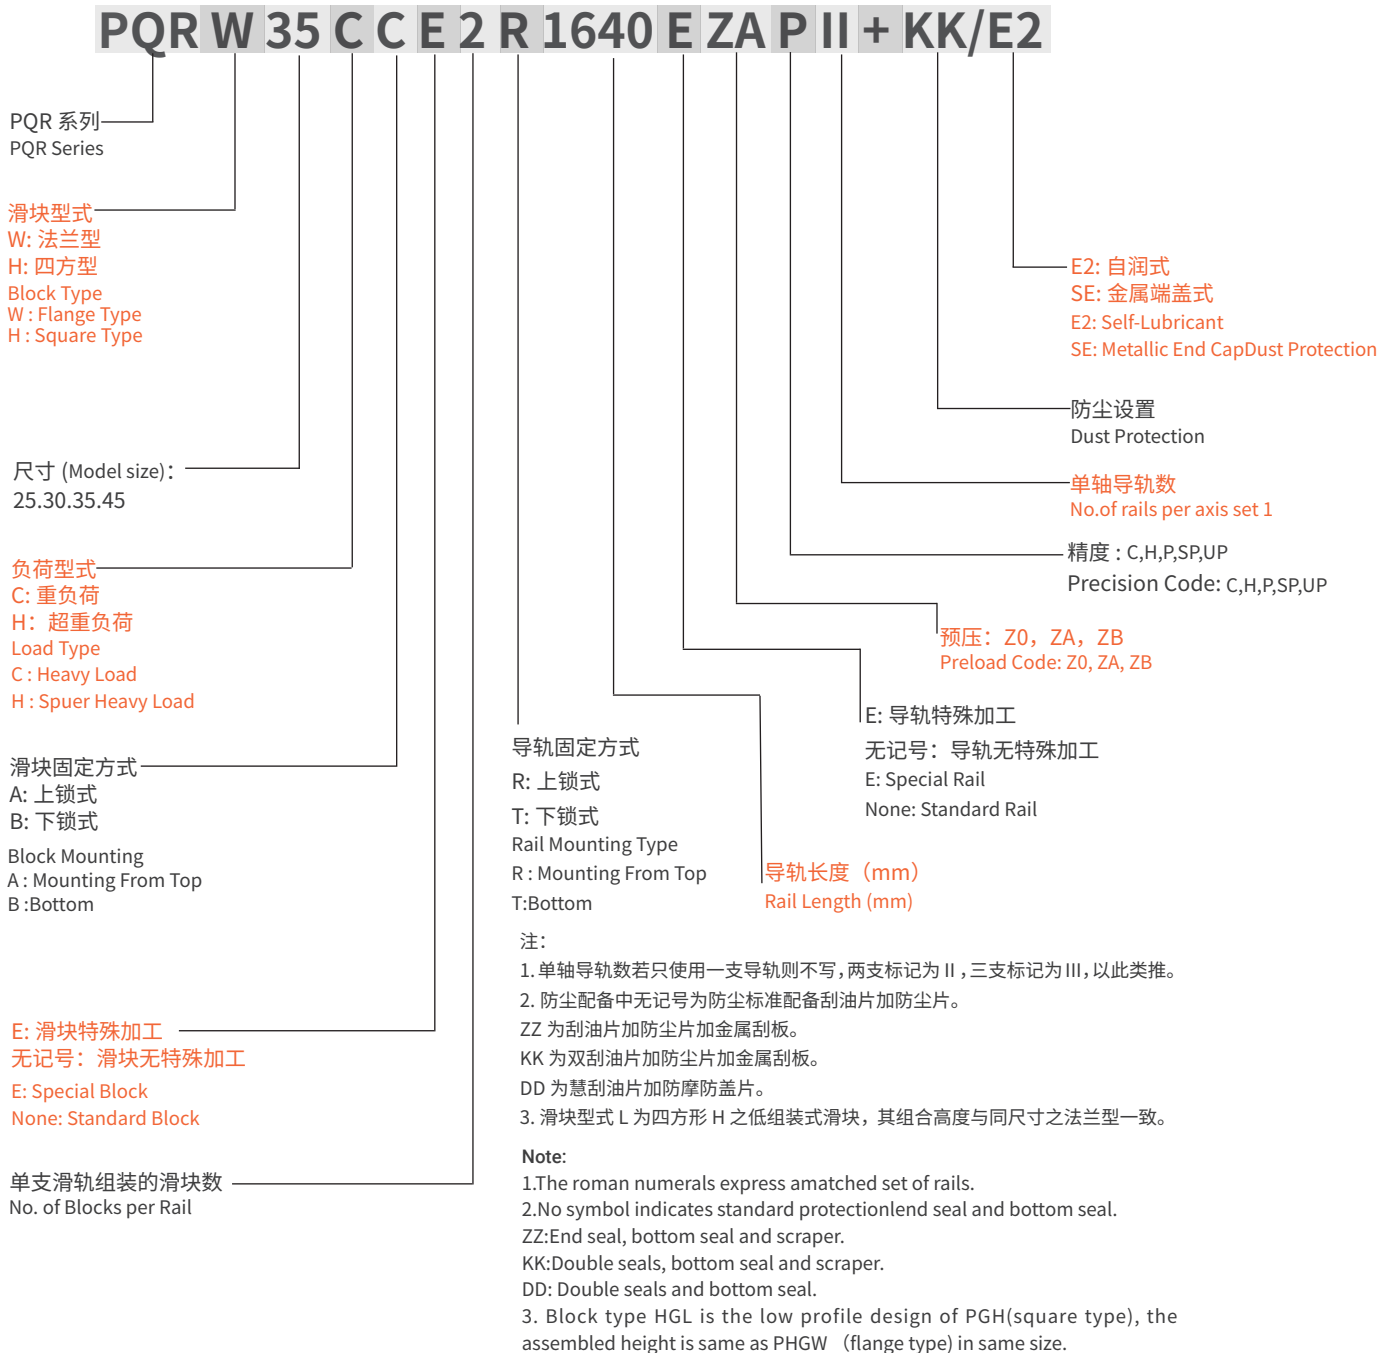 PQR W 35 C C E 2 R 1640 E ZA P II + KK/E2
PQR 系列
PQR Series
滑块型式
W: 法兰型
H: 四方型
Block Type
W : Flange Type
H : Square Type
尺寸 (Model size)：
25.30.35.45
负荷型式
C: 重负荷
H：超重负荷
Load Type
C : Heavy Load
H : Spuer Heavy Load
滑块固定方式
A: 上锁式
B: 下锁式
Block Mounting
A : Mounting From Top
B :Bottom
E: 滑块特殊加工
无记号：滑块无特殊加工
E: Special Block
None: Standard Block
单支滑轨组装的滑块数
No. of Blocks per Rail
E2: 自润式
SE: 金属端盖式
E2: Self-Lubricant
SE: Metallic End CapDust Protection
防尘设置
Dust Protection
单轴导轨数
No.of rails per axis set 1
精度 : C,H,P,SP,UP
Precision Code: C,H,P,SP,UP
预压：Z0，ZA，ZB
Preload Code: Z0, ZA, ZB
E: 导轨特殊加工
无记号：导轨无特殊加工
E: Special Rail
None: Standard Rail
导轨固定方式
R: 上锁式
T: 下锁式
Rail Mounting Type
R : Mounting From Top
T:Bottom
导轨长度（mm）
Rail Length (mm)
注：
1. 单轴导轨数若只使用一支导轨则不写，两支标记为 II ，三支标记为 III，以此类推。
2. 防尘配备中无记号为防尘标准配备刮油片加防尘片。
ZZ 为刮油片加防尘片加金属刮板。
KK 为双刮油片加防尘片加金属刮板。
DD 为慧刮油片加防摩防盖片。
3. 滑块型式 L 为四方形 H 之低组装式滑块，其组合高度与同尺寸之法兰型一致。
Note:
1.The roman numerals express amatched set of rails.
2.No symbol indicates standard protectionlend seal and bottom seal.
ZZ:End seal, bottom seal and scraper.
KK:Double seals, bottom seal and scraper.
DD: Double seals and bottom seal.
3. Block type HGL is the low profile design of PGH(square type), the
assembled height is same as PHGW （flange type) in same size.